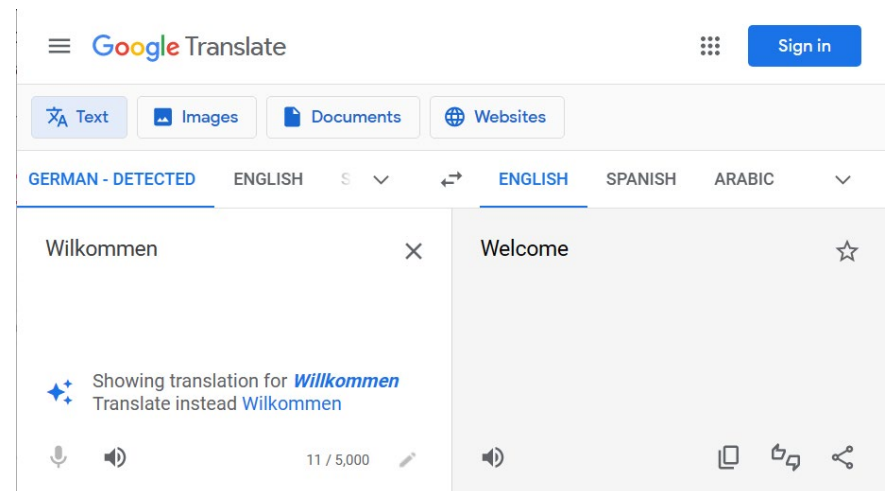 Google Translate
Sign in
Text Images Documents Websites
GERMAN - DETECTED ENGLISH S ENGLISH SPANISH ARABIC
Wilkommen
Welcome
Showing translation for Willkommen
Translate instead Wilkommen
11 / 5,000